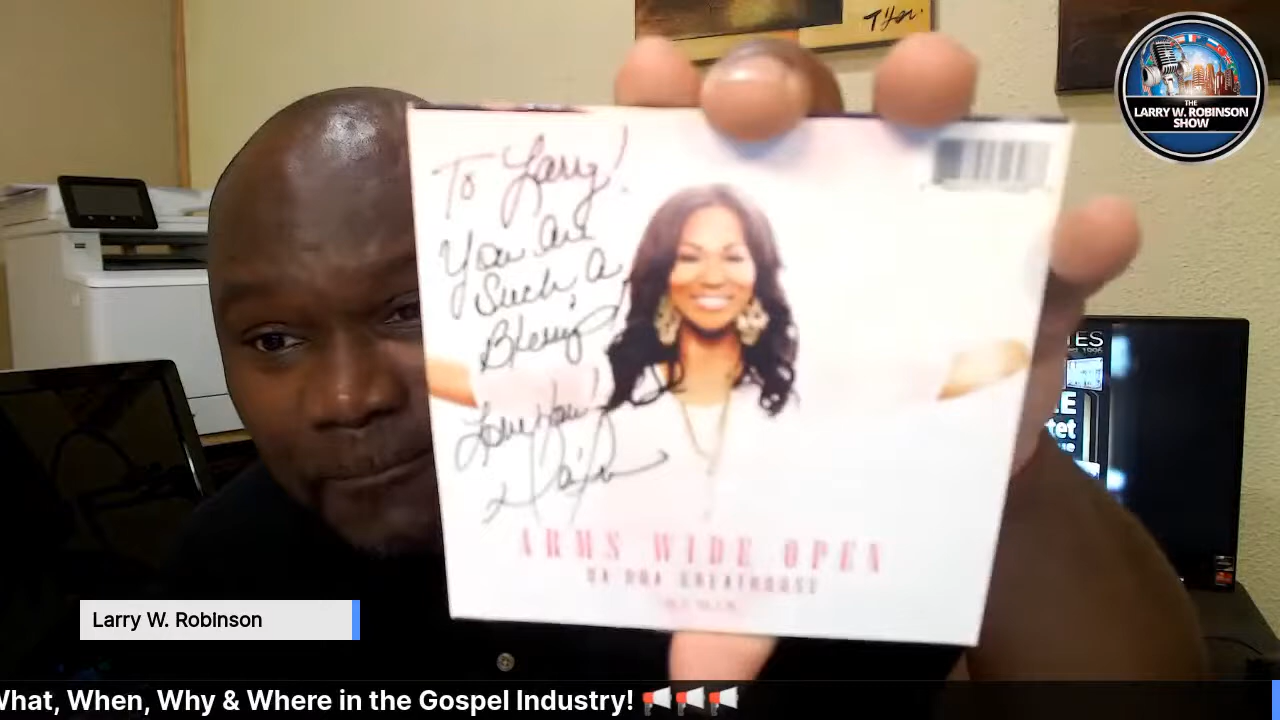 THE
LARRY W. ROBINSON
SHOW
To Larry!
You are
Such A
Blessing!
Love You!
ARMS WIDE OPEN
GREATHOUSE
Larry W. RobInson
What, When, Why & Where in the Gospel Industry! 📢📢📢